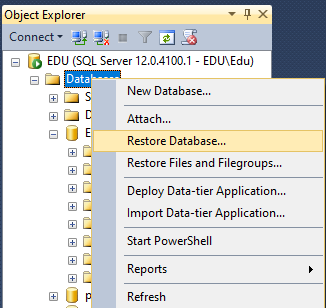 Object Explorer
Connect
EDU (SQL Server 12.0.4100.1 - EDU\Edu)
Databases
New Database...
Attach...
Restore Database...
Restore Files and Filegroups...
Deploy Data-tier Application...
Import Data-tier Application...
Start PowerShell
Reports
Refresh